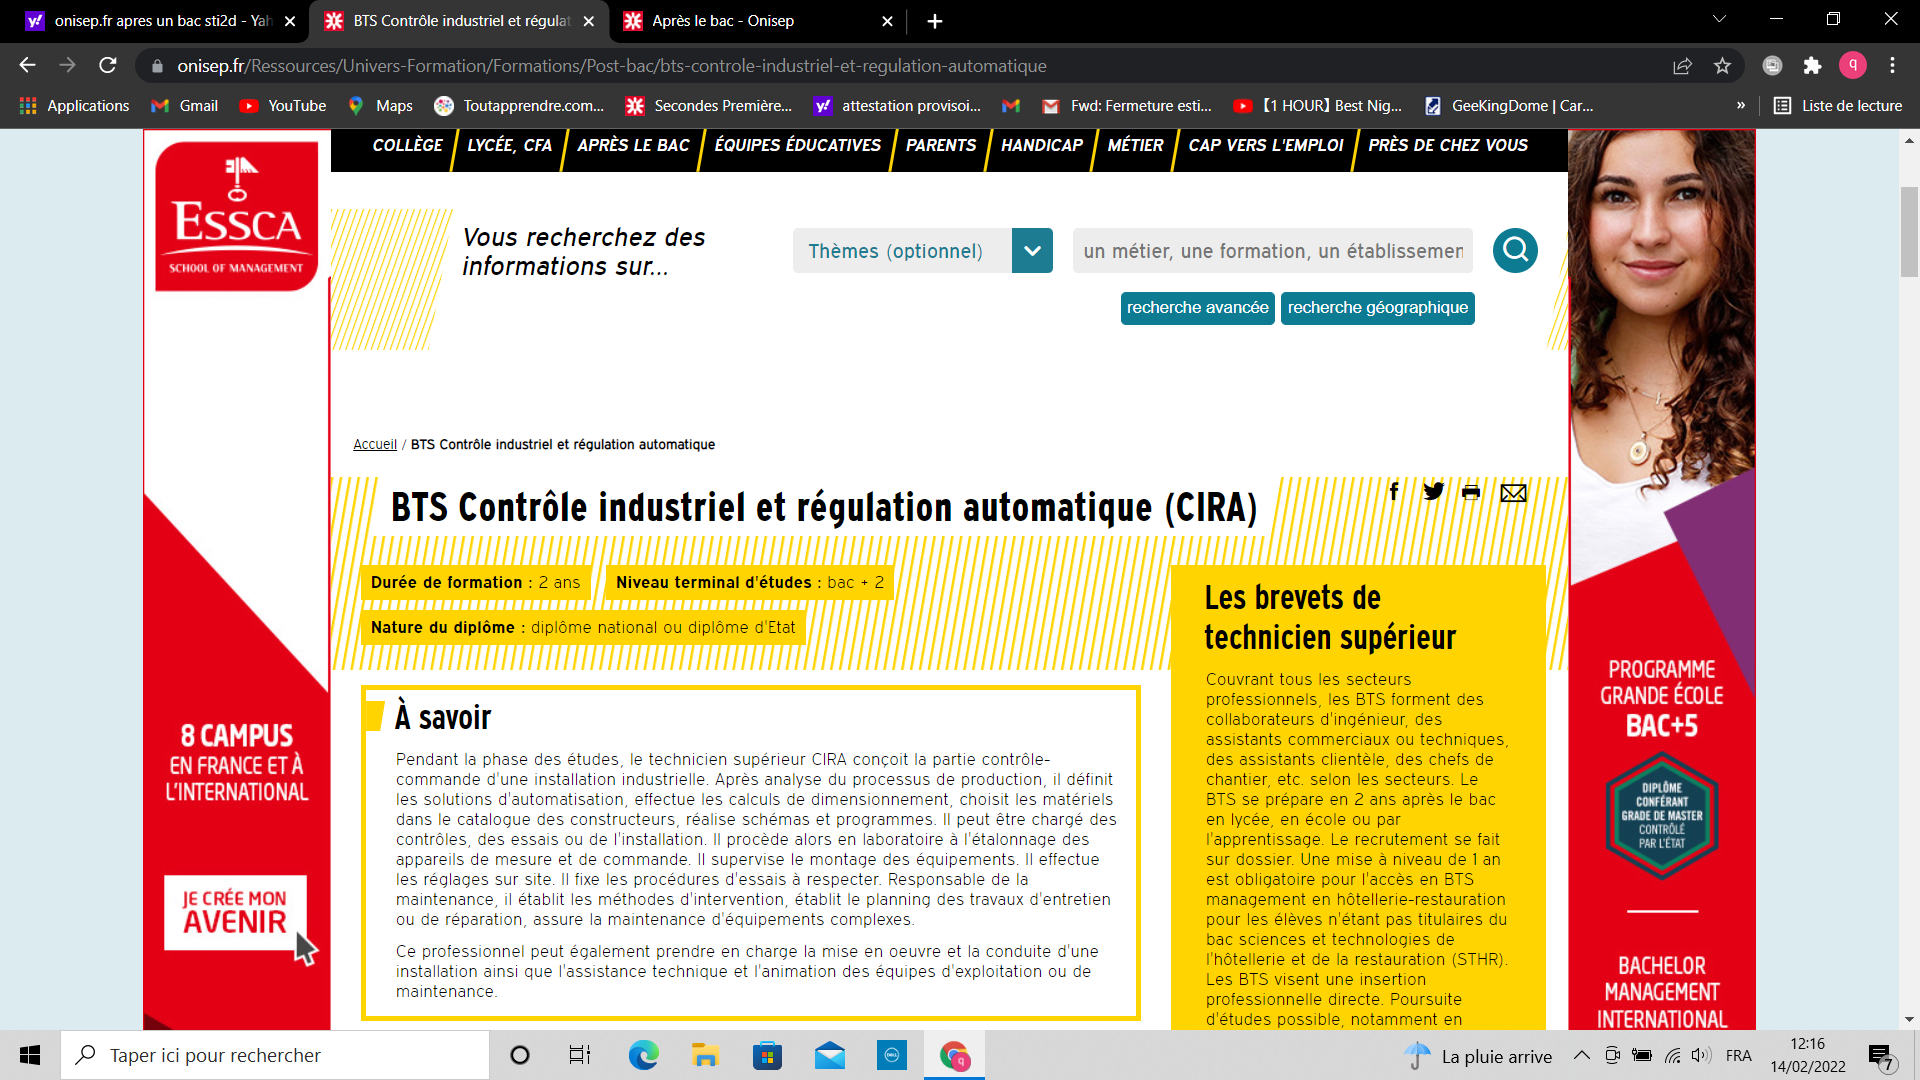 onisep.fr apres un bac sti2d - Yah
BTS Contrôle industriel et régulat
Après le bac - Onisep
onisep.fr/Ressources/Univers-Formation/Formations/Post-bac/bts-controle-industriel-et-regulation-automatique
q
Applications
Gmail
YouTube
Maps
Toutapprendre.com...
Secondes Première...
attestation provisoi...
Fwd: Fermeture esti...
【1 HOUR】Best Nig...
GeeKingDome | Car...
»
Liste de lecture
COLLÈGE
LYCÉE, CFA
APRÈS LE BAC
ÉQUIPES ÉDUCATIVES
PARENTS
HANDICAP
MÉTIER
CAP VERS L'EMPLOI
PRÈS DE CHEZ VOUS
ESSCA
SCHOOL OF MANAGEMENT
Vous recherchez des
informations sur...
Thèmes (optionnel)
un métier, une formation, un établissemen
recherche avancée
recherche géographique
Accueil / BTS Contrôle industriel et régulation automatique
BTS Contrôle industriel et régulation automatique (CIRA)
Durée de formation : 2 ans
Niveau terminal d'études : bac + 2
Nature du diplôme : diplôme national ou diplôme d'Etat
À savoir
Pendant la phase des études, le technicien supérieur CIRA conçoit la partie contrôle-
commande d'une installation industrielle. Après analyse du processus de production, il définit
les solutions d'automatisation, effectue les calculs de dimensionnement, choisit les matériels
dans le catalogue des constructeurs, réalise schémas et programmes. Il peut être chargé des
contrôles, des essais ou de l'installation. Il procède alors en laboratoire à l'étalonnage des
appareils de mesure et de commande. Il supervise le montage des équipements. Il effectue
les réglages sur site. Il fixe les procédures d'essais à respecter. Responsable de la
maintenance, il établit les méthodes d'intervention, établit le planning des travaux d'entretien
ou de réparation, assure la maintenance d'équipements complexes.
Ce professionnel peut également prendre en charge la mise en oeuvre et la conduite d'une
installation ainsi que l'assistance technique et l'animation des équipes d'exploitation ou de
maintenance.
Les brevets de
technicien supérieur
Couvrant tous les secteurs
professionnels, les BTS forment des
collaborateurs d'ingénieur, des
assistants commerciaux ou techniques,
des assistants clientèle, des chefs de
chantier, etc. selon les secteurs. Le
BTS se prépare en 2 ans après le bac
en lycée, en école ou par
l'apprentissage. Le recrutement se fait
sur dossier. Une mise à niveau de 1 an
est obligatoire pour l'accès en BTS
management en hôtellerie-restauration
pour les élèves n'étant pas titulaires du
bac sciences et technologies de
l'hôtellerie et de la restauration (STHR).
Les BTS visent une insertion
professionnelle directe. Poursuite
d'études possible, notamment en
8 CAMPUS
EN FRANCE ET À
L'INTERNATIONAL
JE CRÉE MON
AVENIR
PROGRAMME
GRANDE ÉCOLE
BAC+5
DIPLÔME
CONFÉRANT
GRADE DE MASTER
CONTRÔLÉ
PAR L'ÉTAT
BACHELOR
MANAGEMENT
INTERNATIONAL
Taper ici pour rechercher
DELL
q
La pluie arrive
FRA
12:16
14/02/2022
7